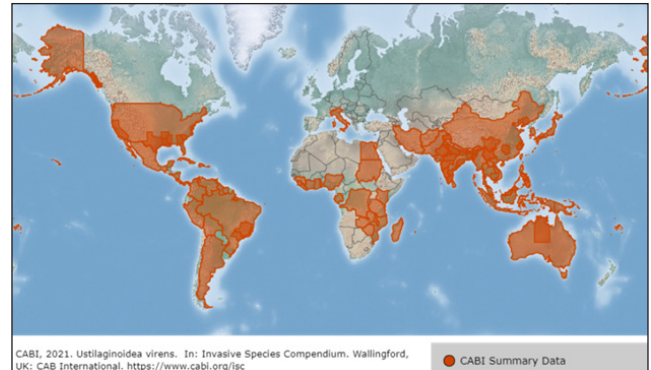 CABI, 2021. Ustilaginoidea virens. In: Invasive Species Compendium. Wallingford,
UK: CAB International. https://www.cabi.org/isc
CABI Summary Data